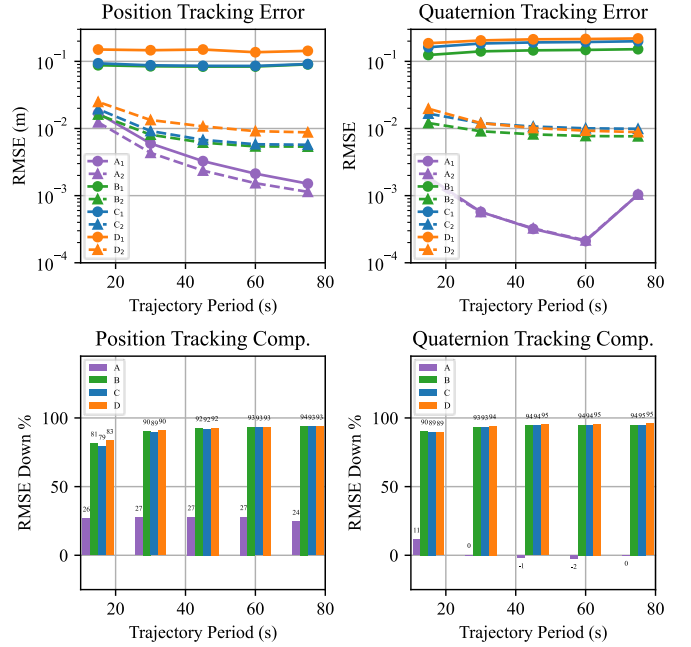 Position Tracking Error
RMSE (m)
10⁻¹
10⁻²
10⁻³
10⁻⁴
A₁
A₂
B₁
B₂
C₁
C₂
D₁
D₂
20 40 60 80
Trajectory Period (s)
Quaternion Tracking Error
RMSE
10⁻¹
10⁻²
10⁻³
10⁻⁴
A₁
A₂
B₁
B₂
C₁
C₂
D₁
D₂
20 40 60 80
Trajectory Period (s)
Position Tracking Comp.
RMSE Down %
100
50
0
A
B
C
D
26 81 79 83
27 90 89 90
27 92 92 92
27 93 93 93
24 94 93 93
20 40 60 80
Trajectory Period (s)
Quaternion Tracking Comp.
RMSE Down %
100
50
0
A
B
C
D
11 90 89 89
0 93 93 94
-1 94 94 95
-2 94 94 95
0 94 95 95
20 40 60 80
Trajectory Period (s)